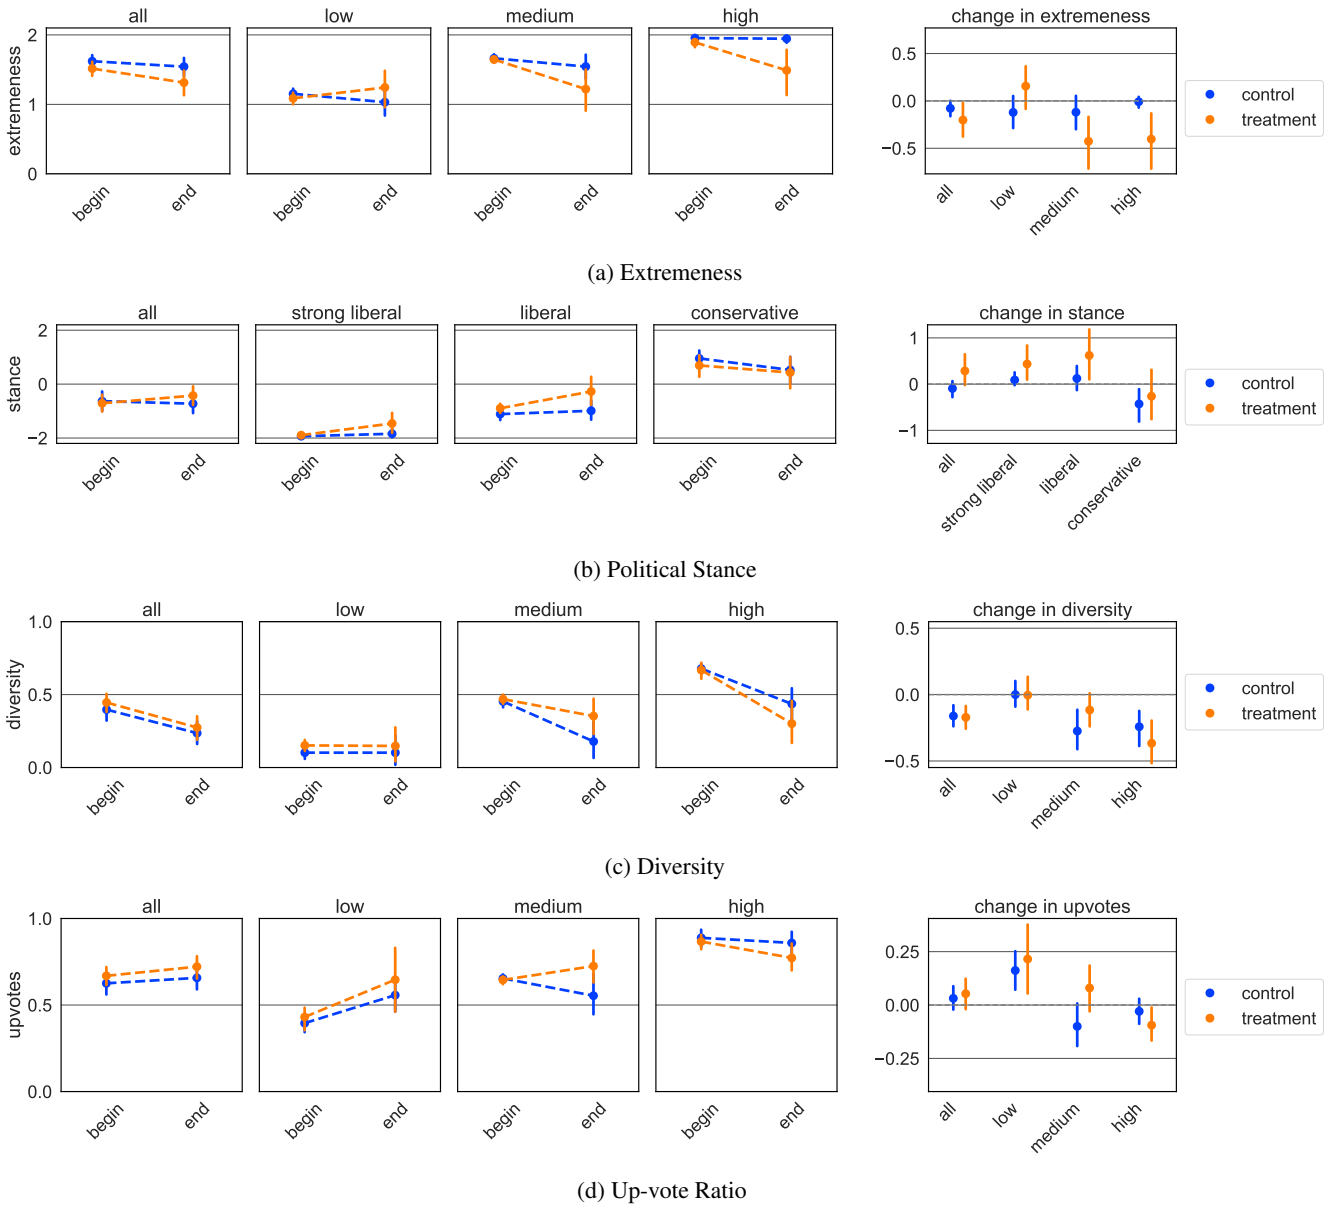 all low medium high change in extremeness
extremeness
2
1
0
begin end begin end begin end begin end
0.5
0.0
−0.5
all low medium high
control
treatment
(a) Extremeness
all strong liberal liberal conservative change in stance
stance
2
0
−2
begin end begin end begin end begin end
1
0
−1
all strong liberal liberal conservative
control
treatment
(b) Political Stance
all low medium high change in diversity
diversity
1.0
0.5
0.0
begin end begin end begin end begin end
0.5
0.0
−0.5
all low medium high
control
treatment
(c) Diversity
all low medium high change in upvotes
upvotes
1.0
0.5
0.0
begin end begin end begin end begin end
0.25
0.00
−0.25
all low medium high
control
treatment
(d) Up-vote Ratio